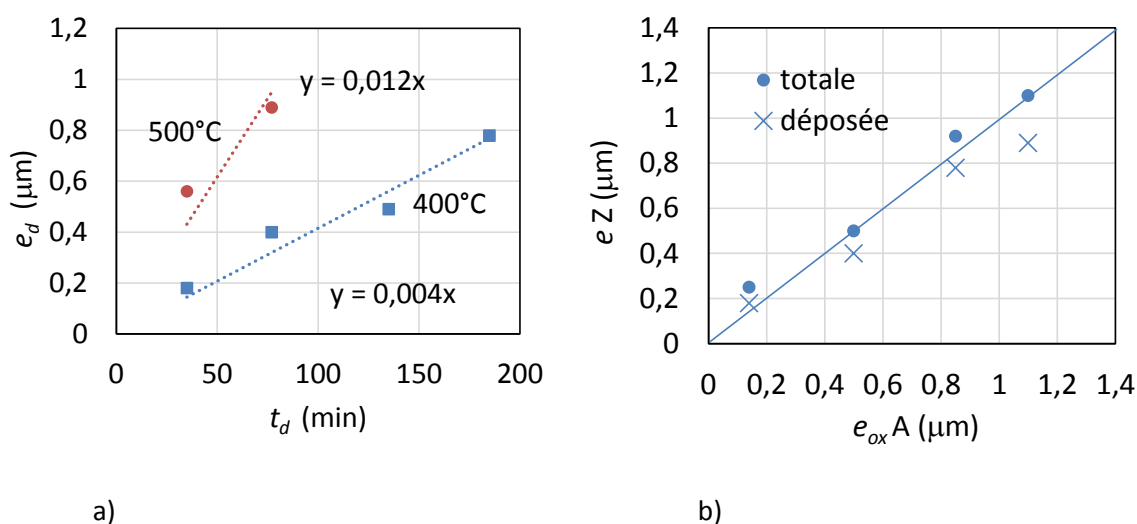 1,2
1
0,8
0,6
0,4
0,2
0
e_d (μm)
y = 0,012x
500°C
400°C
y = 0,004x
0 50 100 150 200
t_d (min)
a)
1,4
1,2
1
0,8
0,6
0,4
0,2
0
e Z (μm)
totale
déposée
0 0,2 0,4 0,6 0,8 1 1,2 1,4
e_ox A (μm)
b)